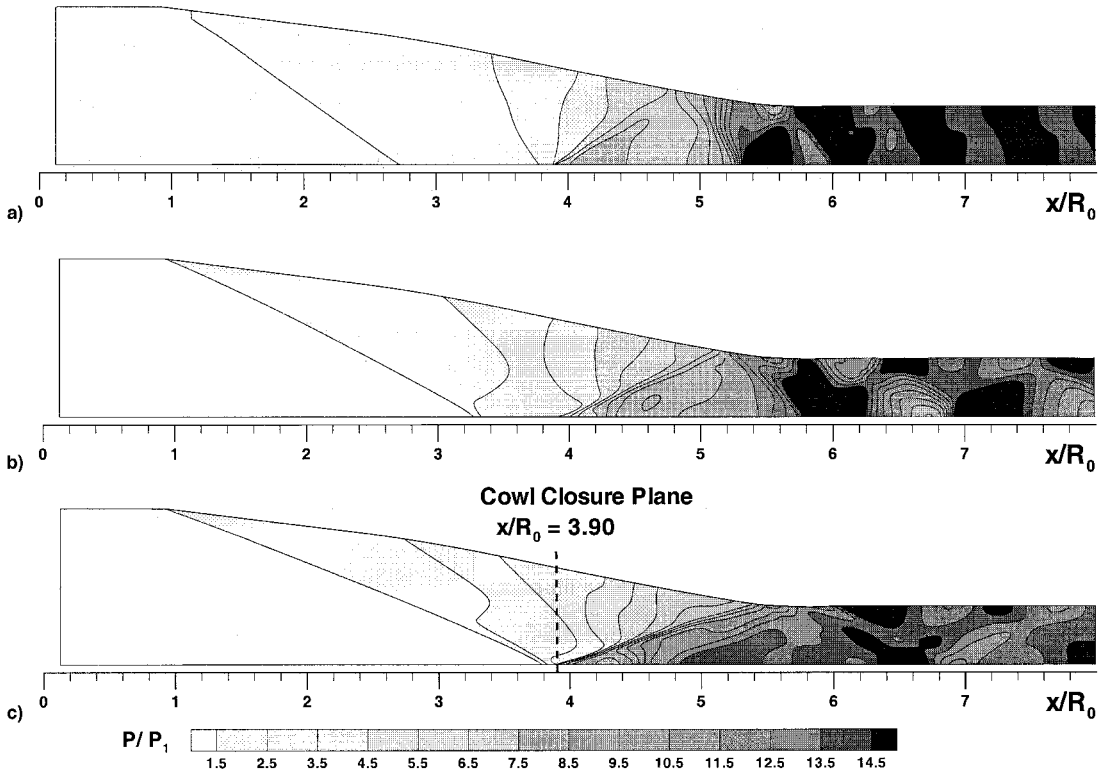 0 1 2 3 4 5 6 7 x/R0
a)
0 1 2 3 4 5 6 7 x/R0
b)
Cowl Closure Plane
x/R0 = 3.90
0 1 2 3 4 5 6 7 x/R0
c)
P/ P1
1.5 2.5 3.5 4.5 5.5 6.5 7.5 8.5 9.5 10.5 11.5 12.5 13.5 14.5